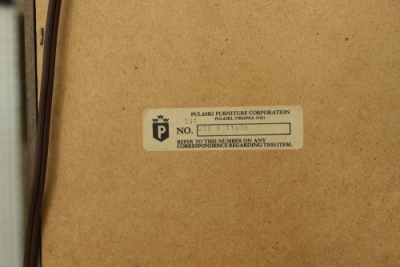 PULASKI FURNITURE CORPORATION
PULASKI, VIRGINIA 24301
P
NO.
REFER TO THIS NUMBER ON ANY
CORRESPONDENCE REGARDING THIS ITEM.